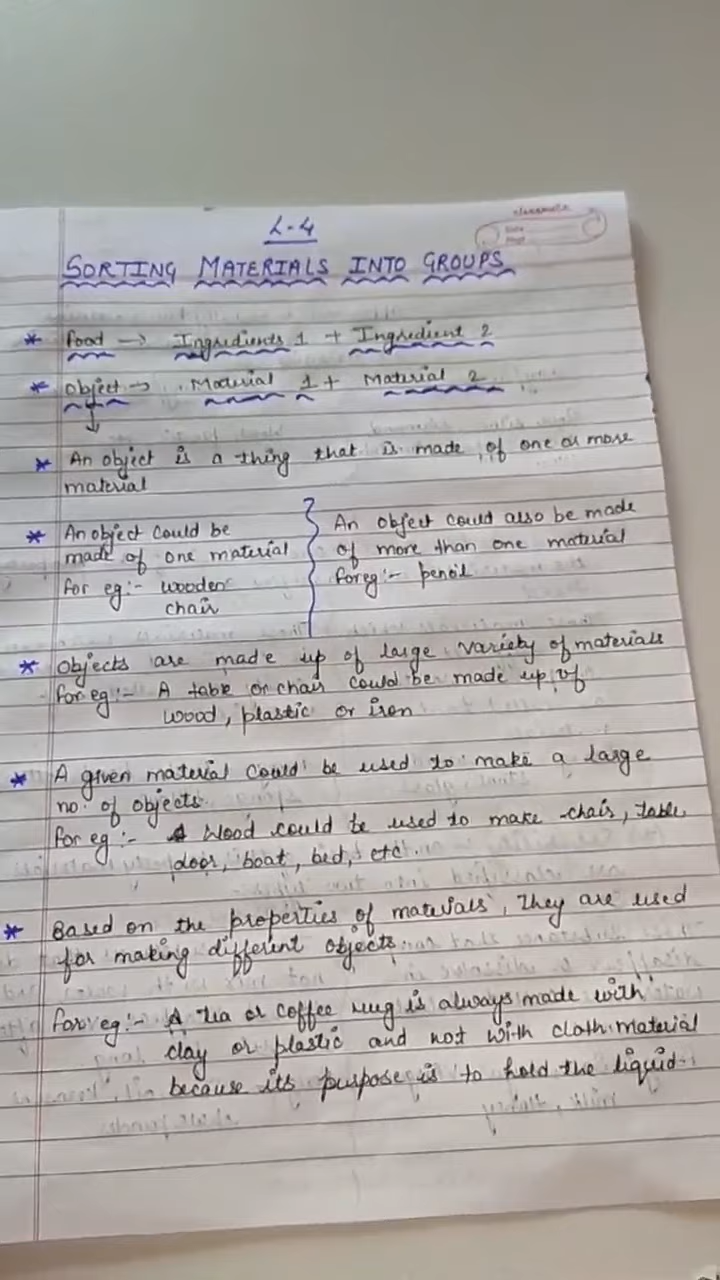 L-4
classmate
Date
Page
SORTING MATERIALS INTO GROUPS
* Food → Ingredients 1 + Ingredient 2
* Object → Material 1 + Material 2
* An object is a thing that is made of one or more
material
* An object could be
made of one material
for eg:- wooden
chair
An object could also be made
of more than one material
for eg:- pencil
* Objects are made up of large variety of materials
for eg:- A table or chair could be made up of
wood, plastic or iron
* A given material could be used to make a large
no. of objects.
for eg:- Wood could be used to make chair, table,
door, boat, bed, etc.
* Based on the properties of materials, they are used
for making different objects
for eg:- A tea or coffee mug is always made with
clay or plastic and not with cloth material
because its purpose is to hold the liquid.